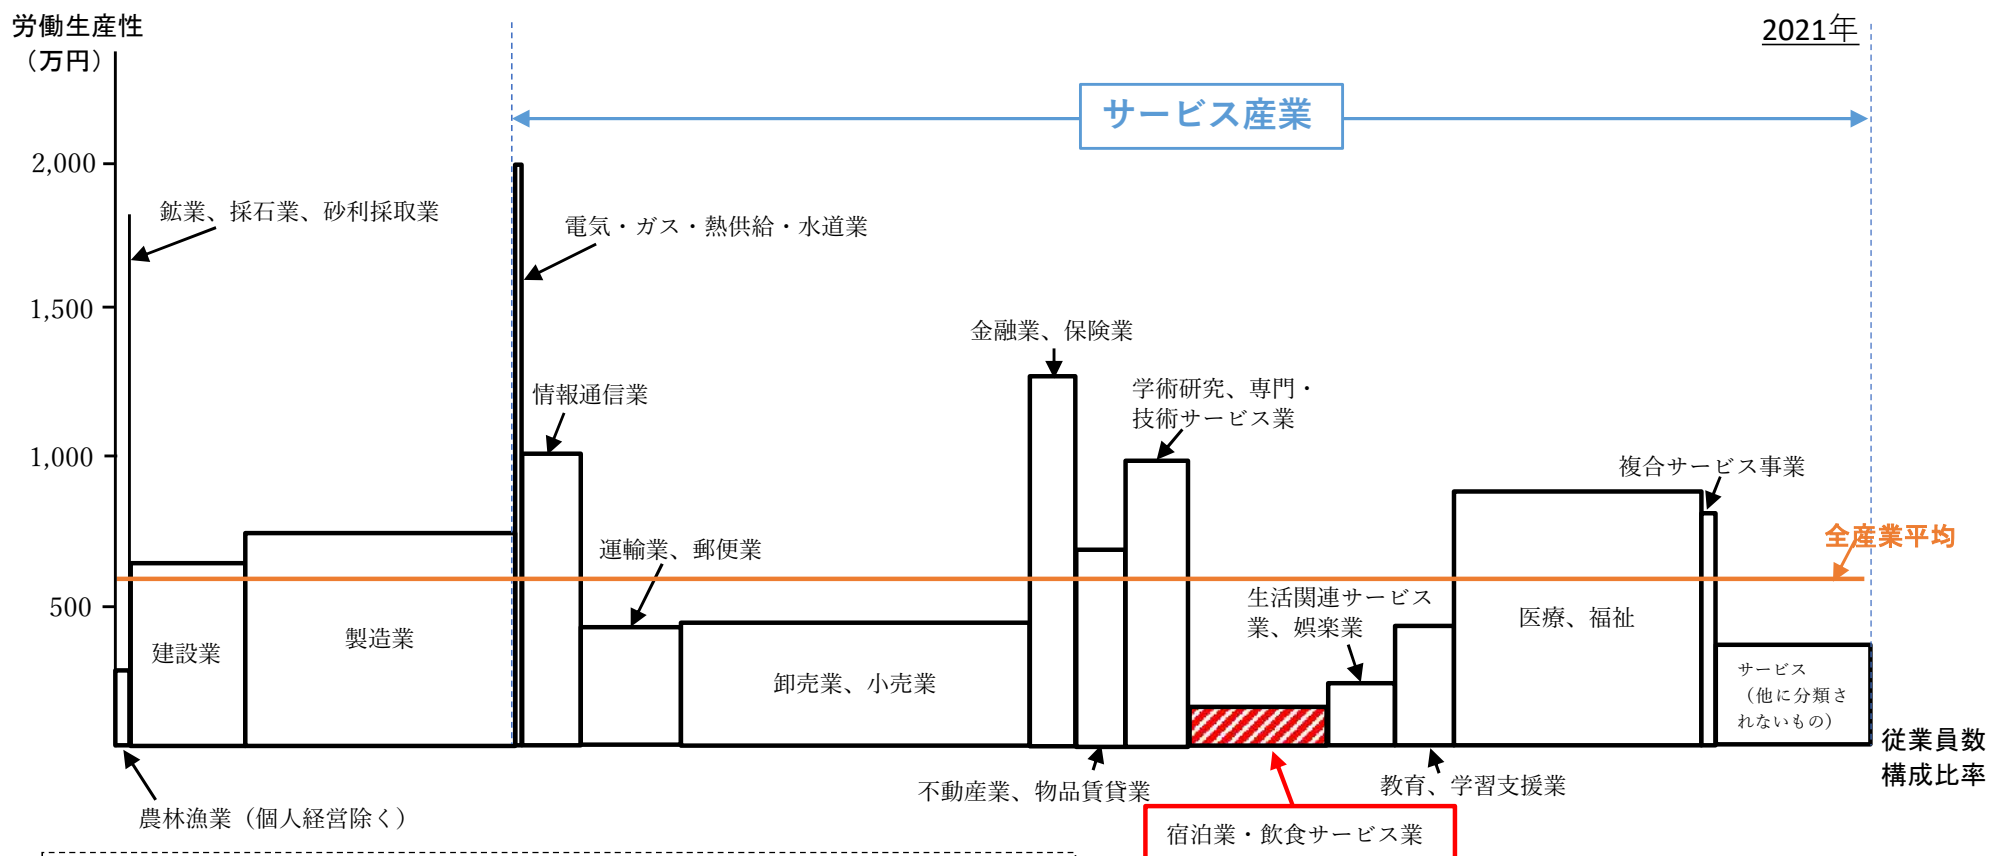 労働生産性
（万円）
2021年
サービス産業
2,000
鉱業、採石業、砂利採取業
電気・ガス・熱供給・水道業
1,500
金融業、保険業
情報通信業
学術研究、専門・
技術サービス業
1,000
複合サービス事業
全産業平均
運輸業、郵便業
500
生活関連サービス
業、娯楽業
医療、福祉
建設業
製造業
卸売業、小売業
サービス
（他に分類さ
れないもの）
従業員数
構成比率
不動産業、物品賃貸業
教育、学習支援業
農林漁業（個人経営除く）
宿泊業・飲食サービス業